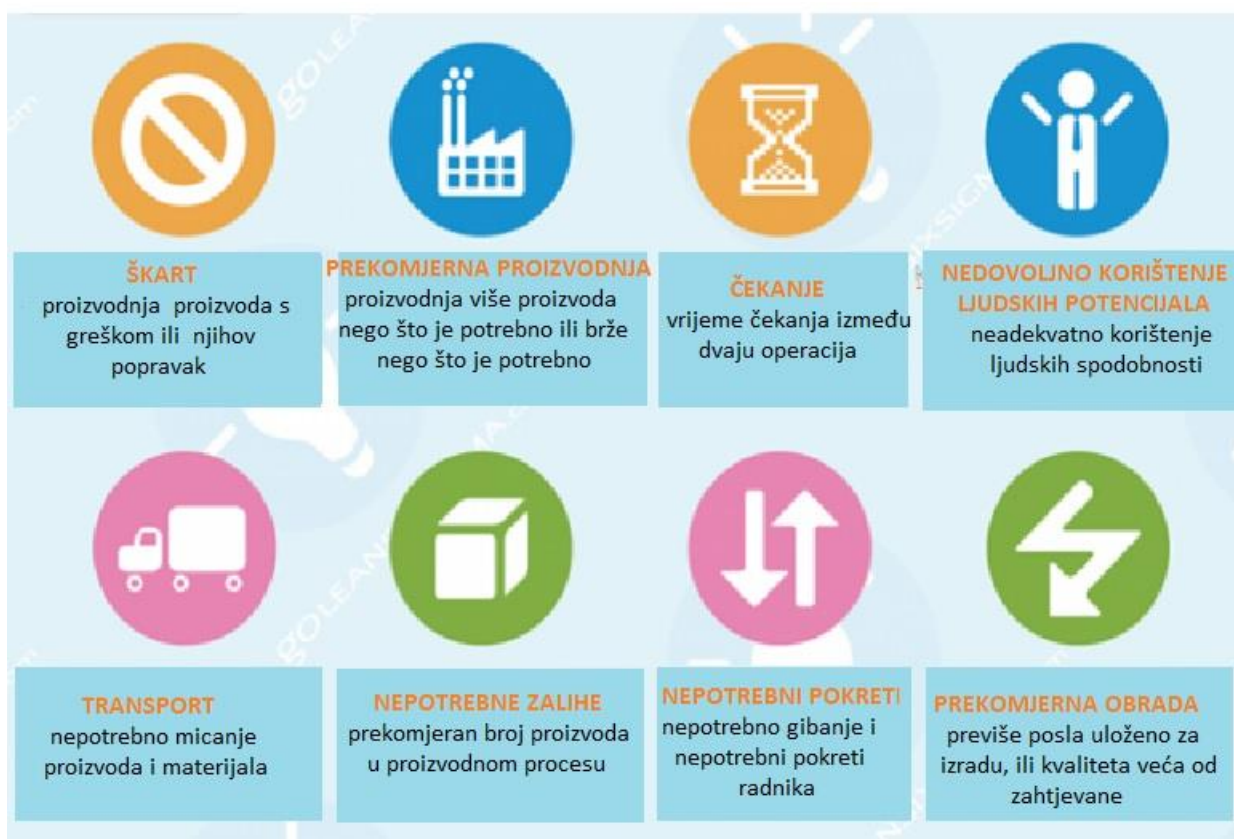 ŠKART
proizvodnja proizvoda s
greškom ili njihov
popravak
PREKOMJERNA PROIZVODNJA
proizvodnja više proizvoda
nego što je potrebno ili brže
nego što je potrebno
ČEKANJE
vrijeme čekanja između
dvaju operacija
NEDOVOLJNO KORIŠTENJE
LJUDSKIH POTENCIJALA
neadekvatno korištenje
ljudskih spodobnosti
TRANSPORT
nepotrebno micanje
proizvoda i materijala
NEPOTREBNE ZALIHE
prekomjeran broj proizvoda
u proizvodnom procesu
NEPOTREBNI POKRETI
nepotrebno gibanje i
nepotrebni pokreti
radnika
PREKOMJERNA OBRADA
previše posla uloženo za
izradu, ili kvaliteta veća od
zahtjevane